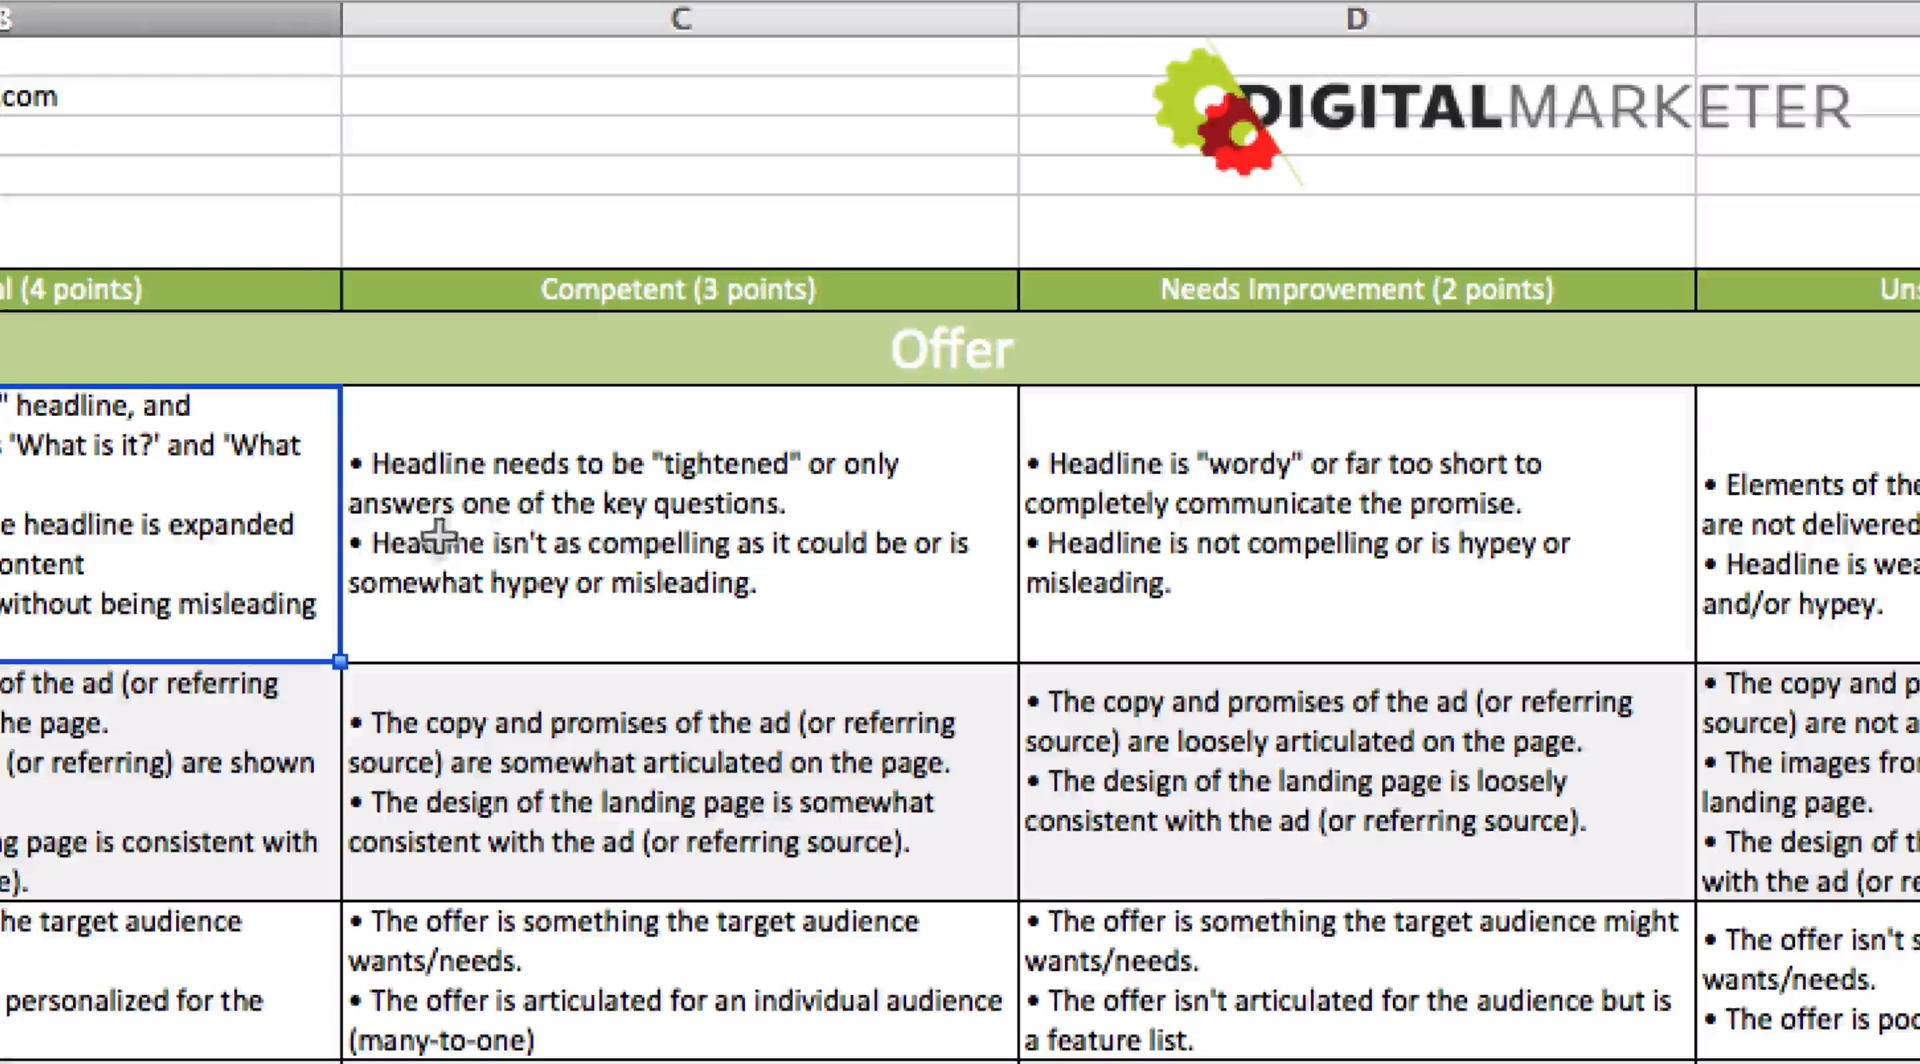 C
D
.com
DIGITALMARKETER
(4 points)
Competent (3 points)
Needs Improvement (2 points)
Offer
" headline, and
'What is it?' and 'What
headline is expanded
without being misleading
• Headline needs to be "tightened" or only
answers one of the key questions.
• Headline isn't as compelling as it could be or is
somewhat hypey or misleading.
• Headline is "wordy" or far too short to
completely communicate the promise.
• Headline is not compelling or is hypey or
misleading.
• Elements of the
are not delivered
• Headline is
and/or hypey.
of the ad (or referring
page.
(or referring) are shown
page is consistent with
• The copy and promises of the ad (or referring
source) are somewhat articulated on the page.
• The design of the landing page is somewhat
consistent with the ad (or referring source).
• The copy and promises of the ad (or referring
source) are loosely articulated on the page.
• The design of the landing page is loosely
consistent with the ad (or referring source).
• The copy and
source) are not
• The images
landing page.
• The design of
with the ad (or
target audience
personalized for the
• The offer is something the target audience
wants/needs.
• The offer is articulated for an individual audience
(many-to-one)
• The offer is something the target audience might
wants/needs.
• The offer isn't articulated for the audience but is
a feature list.
• The offer isn't
wants/needs.
• The offer is